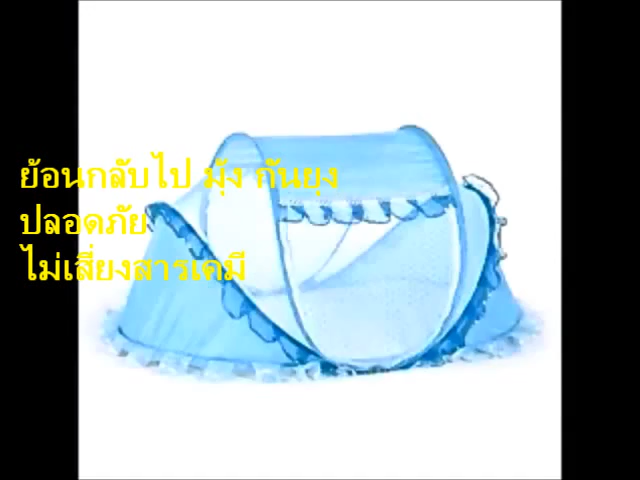 ย้อนกลับไป มุ้ง กันยุง
ปลอดภัย
ไม่เสี่ยงสารเคมี